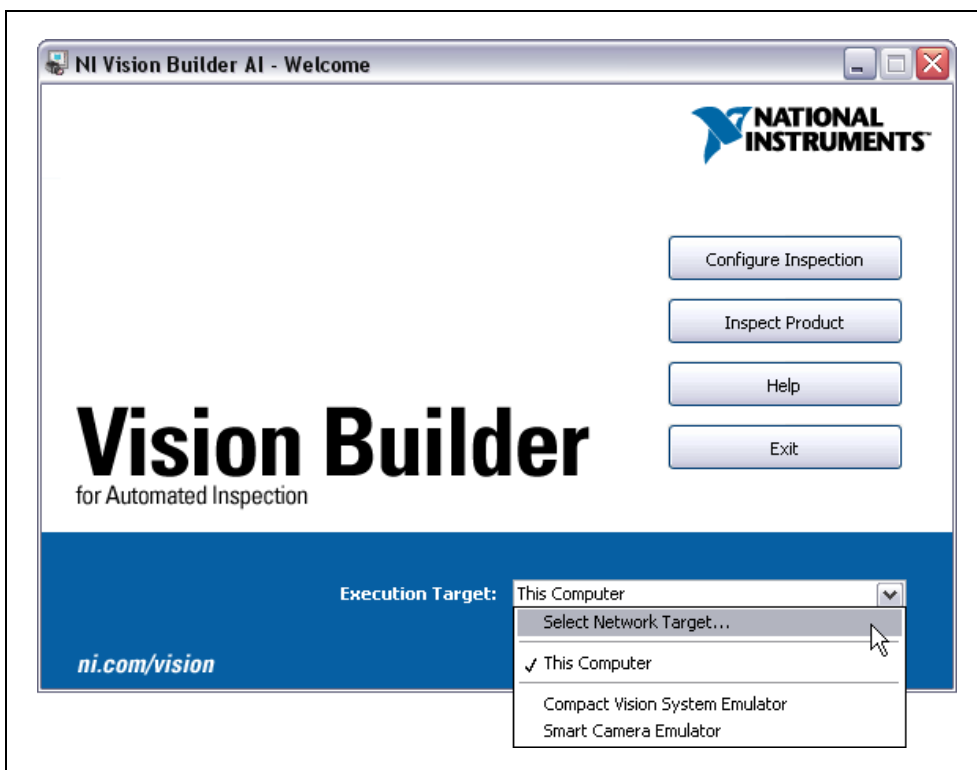 NI Vision Builder AI - Welcome
NATIONAL
INSTRUMENTS™
Configure Inspection
Inspect Product
Help
Exit
Vision Builder
for Automated Inspection
Execution Target: This Computer
Select Network Target...
This Computer
Compact Vision System Emulator
Smart Camera Emulator
ni.com/vision